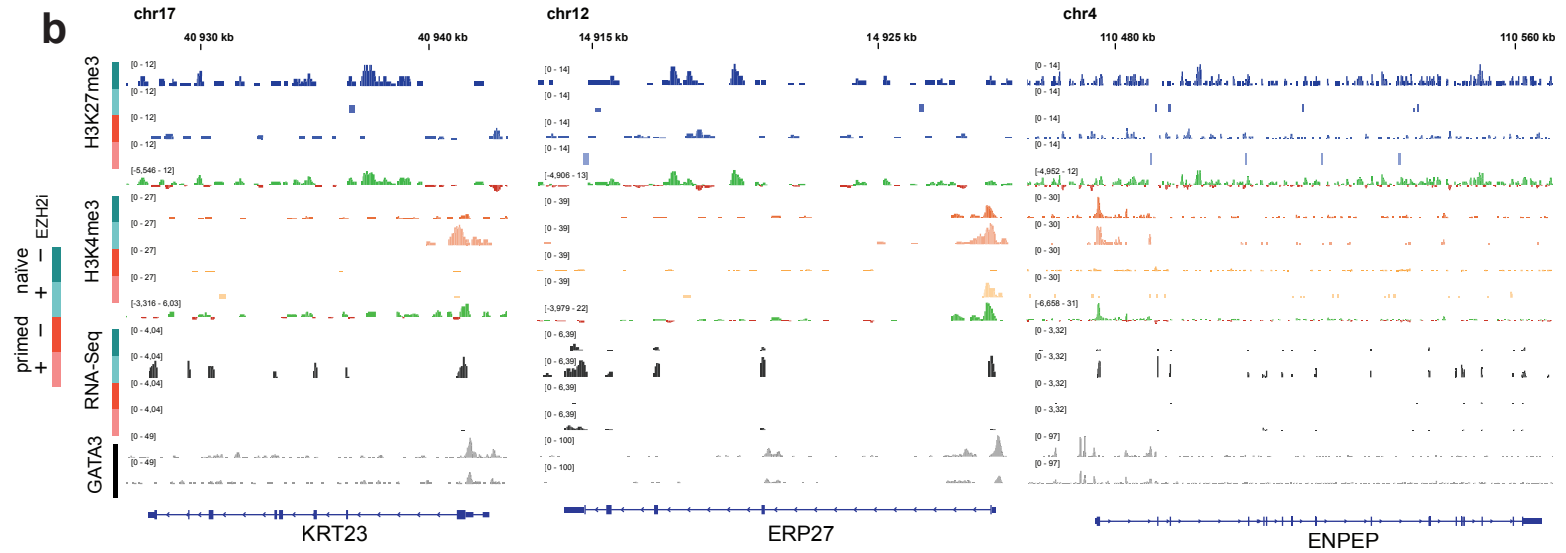 b
chr17
chr12
chr4
40 930 kb
40 940 kb
14 915 kb
14 925 kb
110 480 kb
110 560 kb
H3K27me3
[0 - 12]
[0 - 14]
[0 - 14]
[0 - 12]
[0 - 14]
[0 - 14]
[0 - 12]
[0 - 14]
[0 - 14]
[0 - 12]
[0 - 14]
[0 - 14]
[-5,546 - 12]
[-4,906 - 13]
[-4,952 - 12]
H3K4me3
[0 - 27]
[0 - 39]
[0 - 30]
[0 - 27]
[0 - 39]
[0 - 30]
[0 - 27]
[0 - 39]
[0 - 30]
[0 - 27]
[0 - 39]
[0 - 30]
[-3,316 - 6,03]
[-3,979 - 22]
[-6,658 - 31]
EZH2i
naïve
− +
primed
− +
RNA-Seq
[0 - 4,04]
[0 - 6,39]
[0 - 3,32]
[0 - 4,04]
[0 - 6,39]
[0 - 3,32]
[0 - 4,04]
[0 - 6,39]
[0 - 3,32]
[0 - 4,04]
[0 - 6,39]
[0 - 3,32]
GATA3
[0 - 49]
[0 - 100]
[0 - 97]
[0 - 49]
[0 - 100]
[0 - 97]
KRT23
ERP27
ENPEP